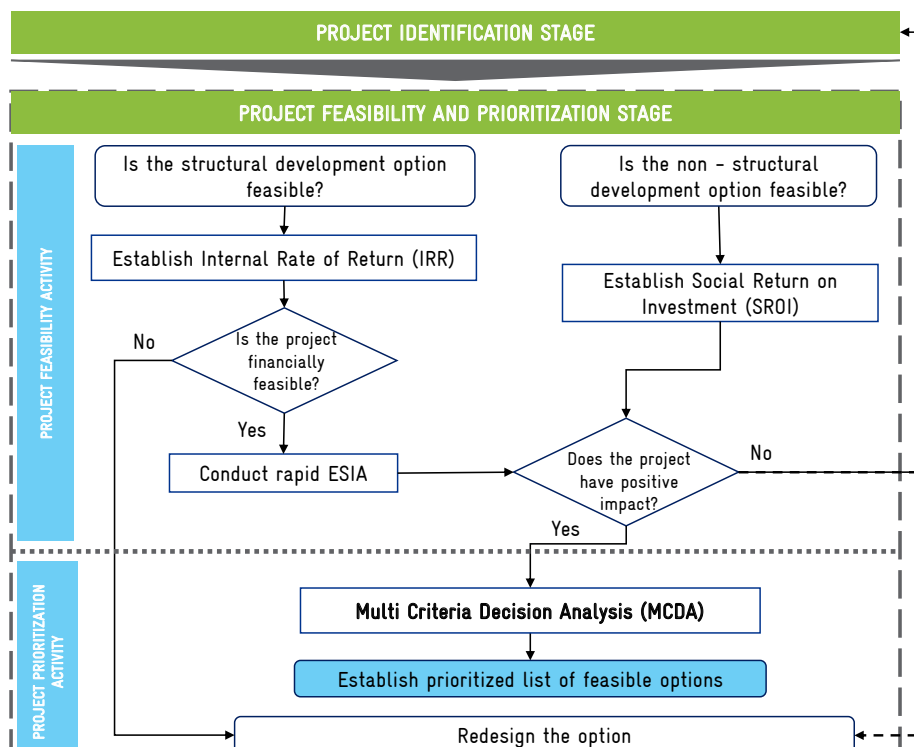 PROJECT IDENTIFICATION STAGE
PROJECT FEASIBILITY AND PRIORITIZATION STAGE
PROJECT FEASIBILITY ACTIVITY
Is the structural development option
feasible?
Is the non - structural
development option feasible?
Establish Internal Rate of Return (IRR)
Establish Social Return on
Investment (SROI)
No
Is the project
financially
feasible?
Yes
Conduct rapid ESIA
Does the project
have positive
impact?
No
Yes
PROJECT PRIORITIZATION
ACTIVITY
Multi Criteria Decision Analysis (MCDA)
Establish prioritized list of feasible options
Redesign the option